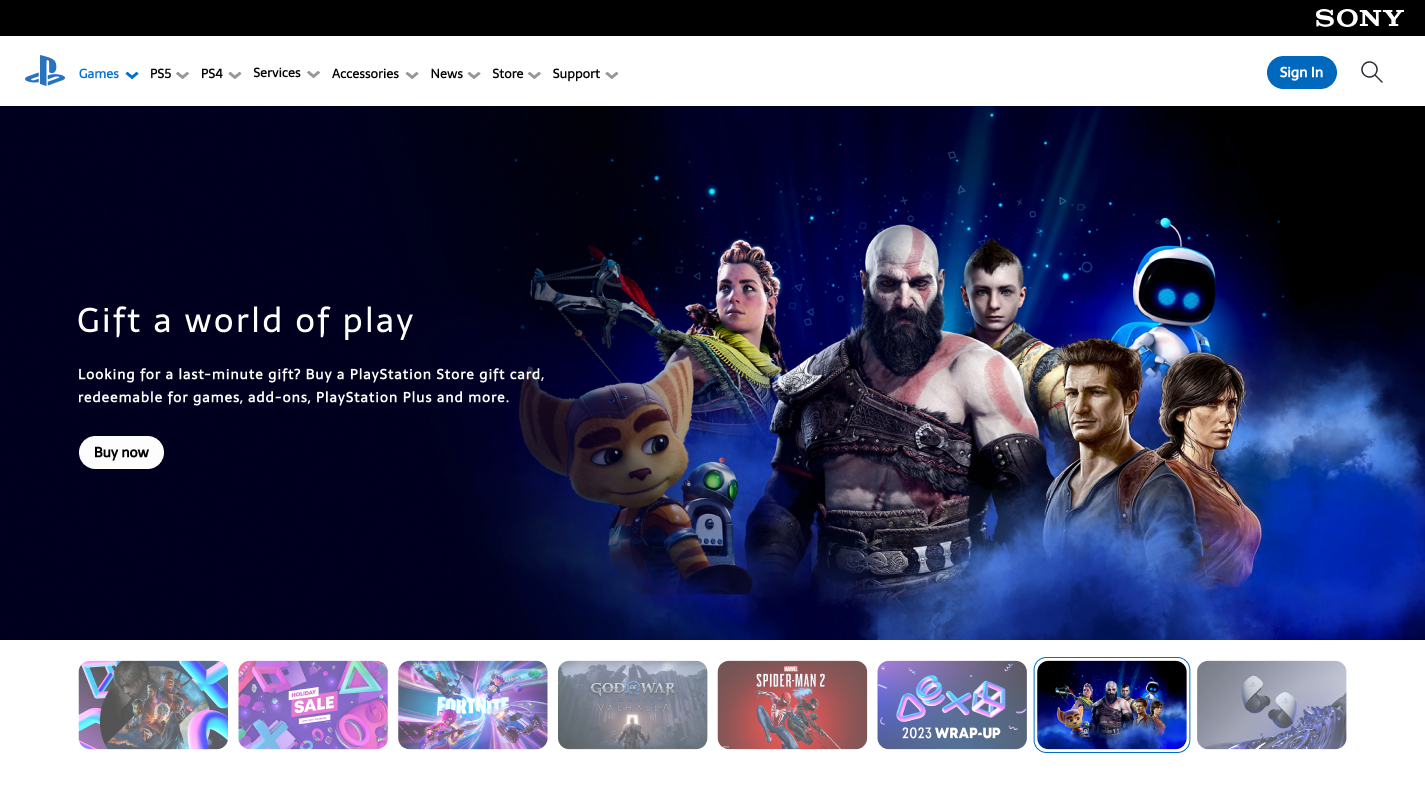 SONY
Games PS5 PS4 Services Accessories News Store Support Sign In
Gift a world of play
Looking for a last-minute gift? Buy a PlayStation Store gift card,
redeemable for games, add-ons, PlayStation Plus and more.
Buy now
HOLIDAY
SALE
FORTNITE
GOD OF WAR
VALHALLA
MARVEL
SPIDER-MAN 2
2023 WRAP-UP